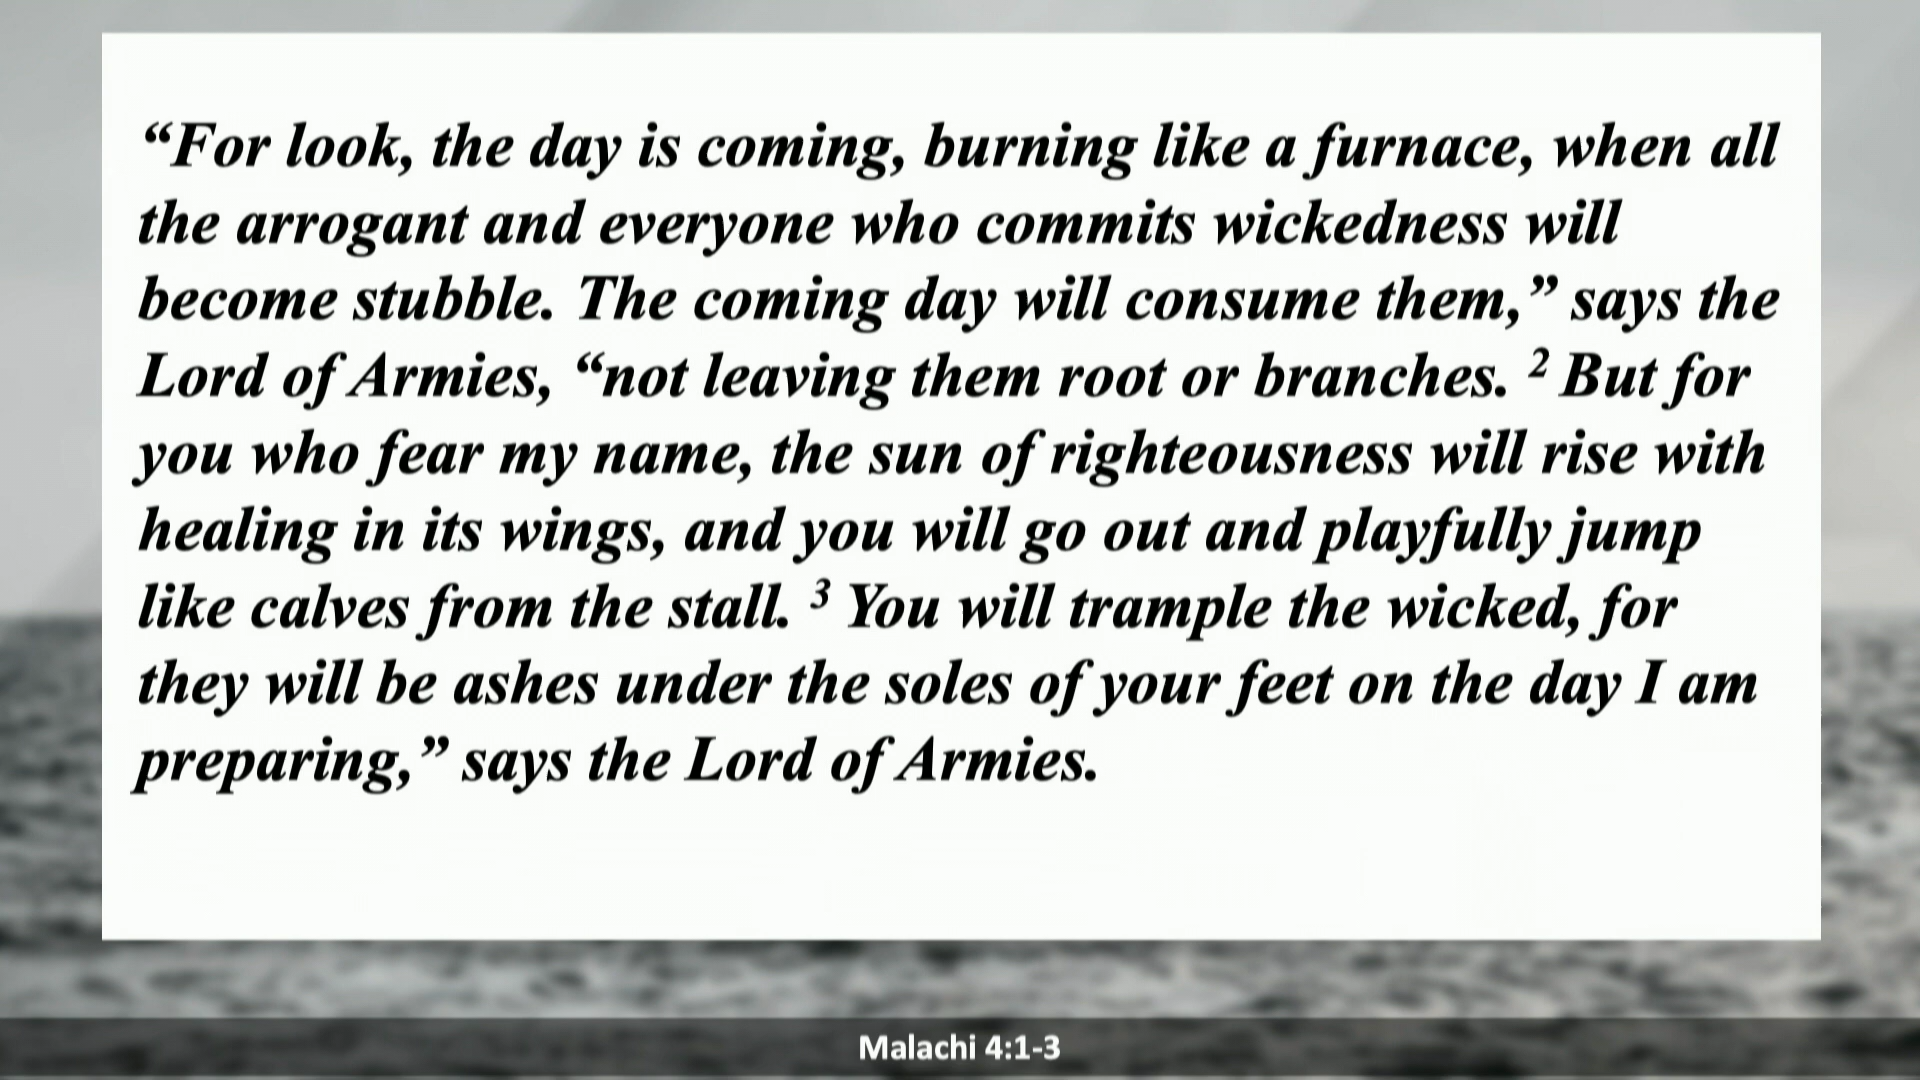 “For look, the day is coming, burning like a furnace, when all
the arrogant and everyone who commits wickedness will
become stubble. The coming day will consume them,” says the
Lord of Armies, “not leaving them root or branches. ² But for
you who fear my name, the sun of righteousness will rise with
healing in its wings, and you will go out and playfully jump
like calves from the stall. ³ You will trample the wicked, for
they will be ashes under the soles of your feet on the day I am
preparing,” says the Lord of Armies.
Malachi 4:1-3